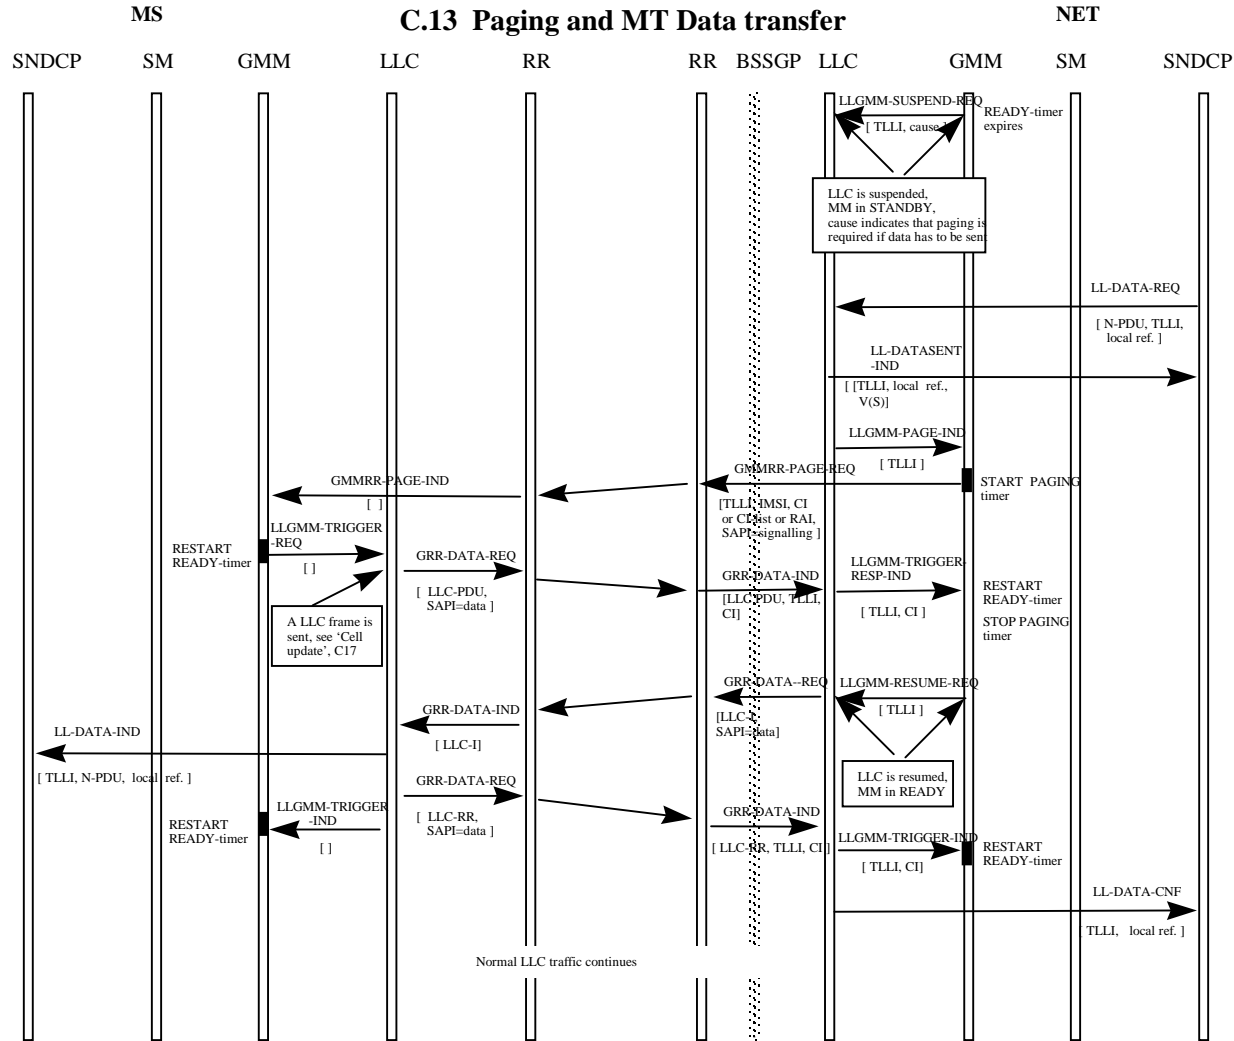 MS
C.13 Paging and MT Data transfer
NET
SNDCP SM GMM LLC RR RR BSSGP LLC GMM SM SNDCP
LLGMM-SUSPEND-REQ
[ TLLI, cause ]
READY-timer
expires
LLC is suspended,
MM in STANDBY,
cause indicates that paging is
required if data has to be sent
LL-DATA-REQ
[ N-PDU, TLLI,
local ref. ]
LL-DATASENT
-IND
[ [TLLI, local ref.,
V(S)]
LLGMM-PAGE-IND
[ TLLI ]
GMMRR-PAGE-REQ
START PAGING
timer
[TLLI, IMSI, CI
or CI-list or RAI,
SAPI=signalling ]
GMMRR-PAGE-IND
[ ]
LLGMM-TRIGGER
-REQ
[ ]
RESTART
READY-timer
GRR-DATA-REQ
[ LLC-PDU,
SAPI=data ]
A LLC frame is
sent, see ‘Cell
update’, C17
GRR-DATA-IND
[LLC-PDU, TLLI,
CI]
LLGMM-TRIGGER-
RESP-IND
[ TLLI, CI ]
RESTART
READY-timer
STOP PAGING
timer
GRR-DATA--REQ
[LLC-I,
SAPI=data]
LLGMM-RESUME-REQ
[ TLLI ]
GRR-DATA-IND
[ LLC-I]
LL-DATA-IND
[ TLLI, N-PDU, local ref. ]
LLC is resumed,
MM in READY
GRR-DATA-REQ
[ LLC-RR,
SAPI=data ]
LLGMM-TRIGGER
-IND
[ ]
RESTART
READY-timer
GRR-DATA-IND
[ LLC-RR, TLLI, CI ]
LLGMM-TRIGGER-IND
[ TLLI, CI]
RESTART
READY-timer
LL-DATA-CNF
[ TLLI, local ref. ]
Normal LLC traffic continues